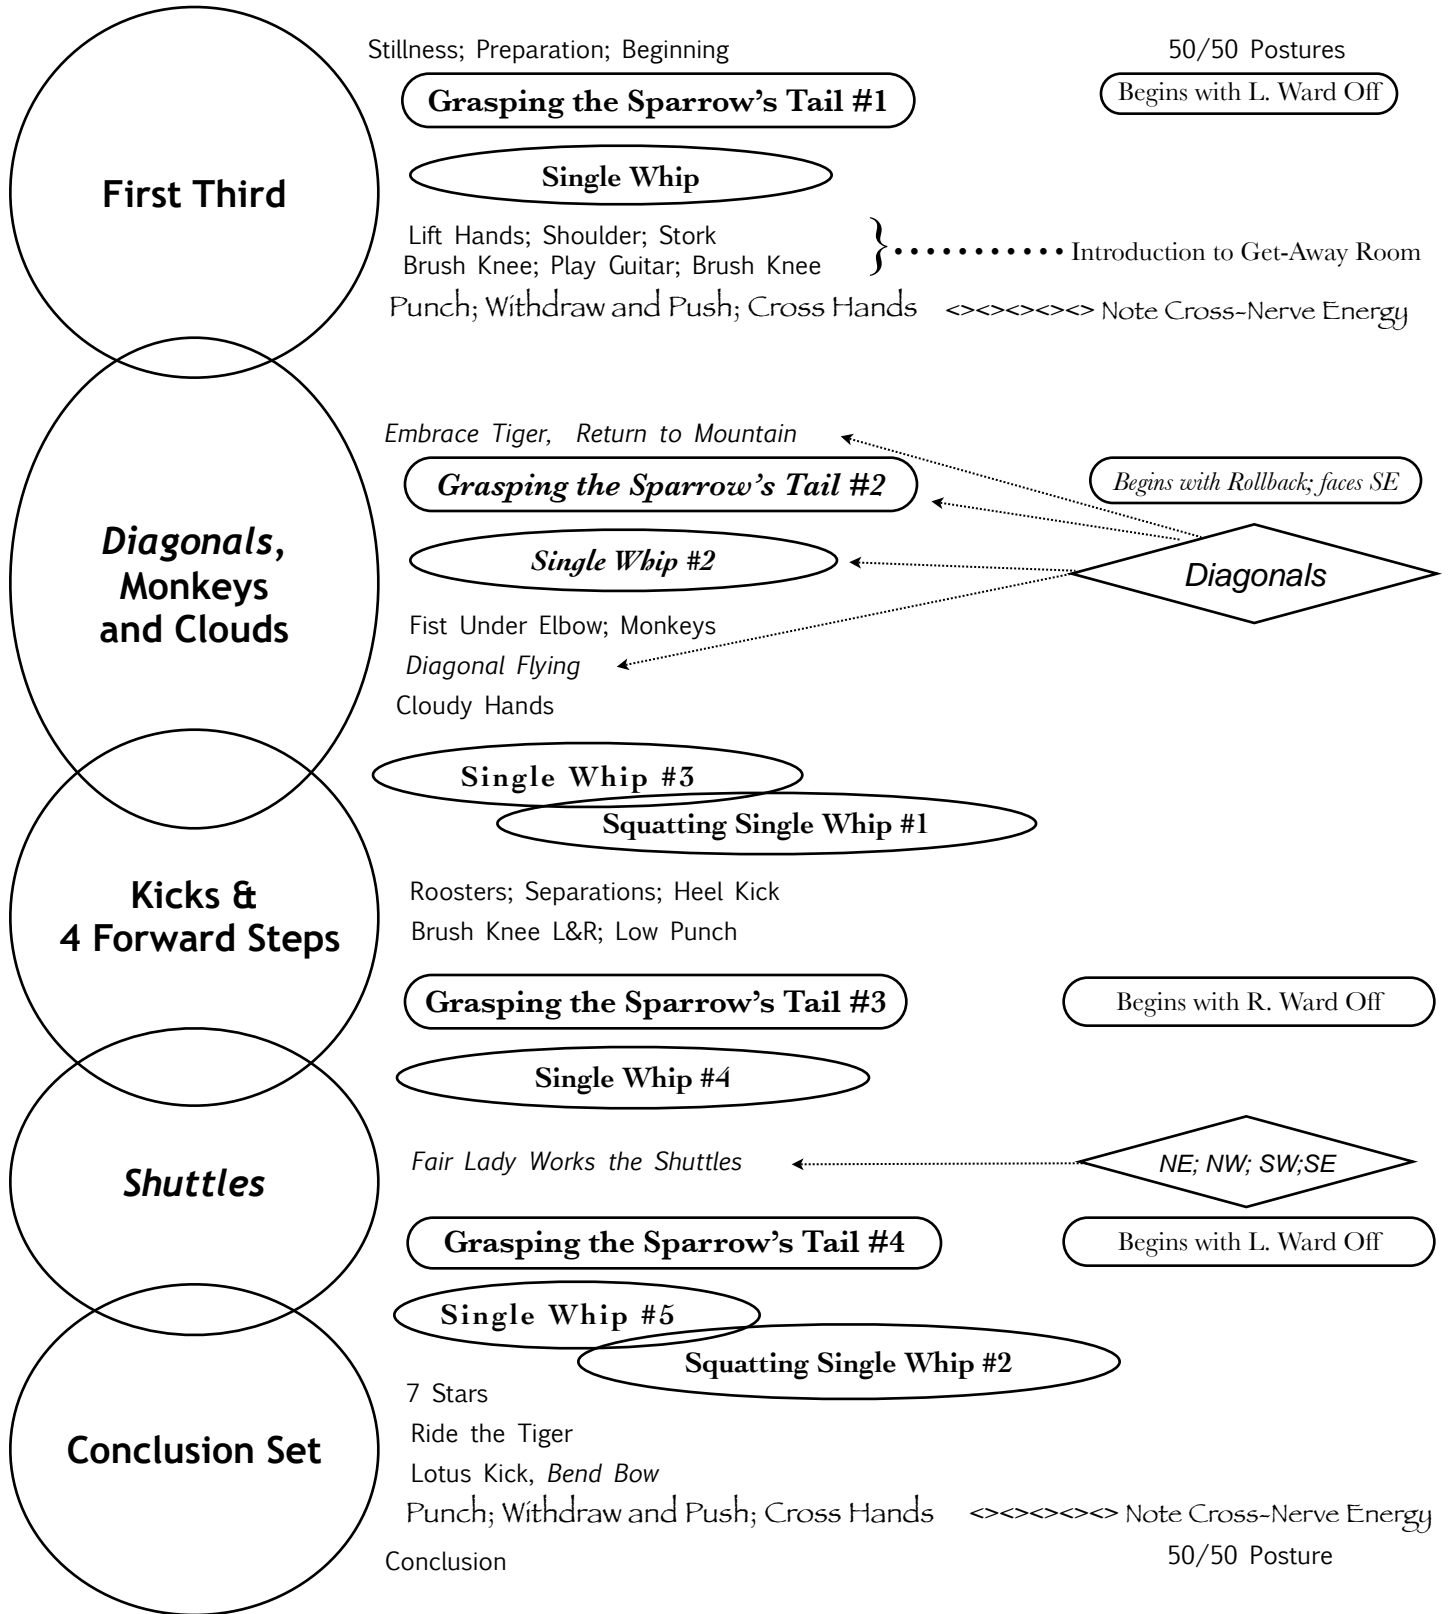 Stillness; Preparation; Beginning
50/50 Postures
Grasping the Sparrow’s Tail #1
Begins with L. Ward Off
First Third
Single Whip
Lift Hands; Shoulder; Stork
Brush Knee; Play Guitar; Brush Knee
} • • • • • • • • • • • Introduction to Get-Away Room
Punch; Withdraw and Push; Cross Hands <><><><><> Note Cross-Nerve Energy
Embrace Tiger, Return to Mountain
Grasping the Sparrow’s Tail #2
Begins with Rollback; faces SE
Diagonals,
Monkeys
and Clouds
Single Whip #2
Diagonals
Fist Under Elbow; Monkeys
Diagonal Flying
Cloudy Hands
Single Whip #3
Squatting Single Whip #1
Kicks &
4 Forward Steps
Roosters; Separations; Heel Kick
Brush Knee L&R; Low Punch
Grasping the Sparrow’s Tail #3
Begins with R. Ward Off
Single Whip #4
Shuttles
Fair Lady Works the Shuttles
NE; NW; SW;SE
Grasping the Sparrow’s Tail #4
Begins with L. Ward Off
Single Whip #5
Squatting Single Whip #2
Conclusion Set
7 Stars
Ride the Tiger
Lotus Kick, Bend Bow
Punch; Withdraw and Push; Cross Hands <><><><><> Note Cross-Nerve Energy
Conclusion
50/50 Posture